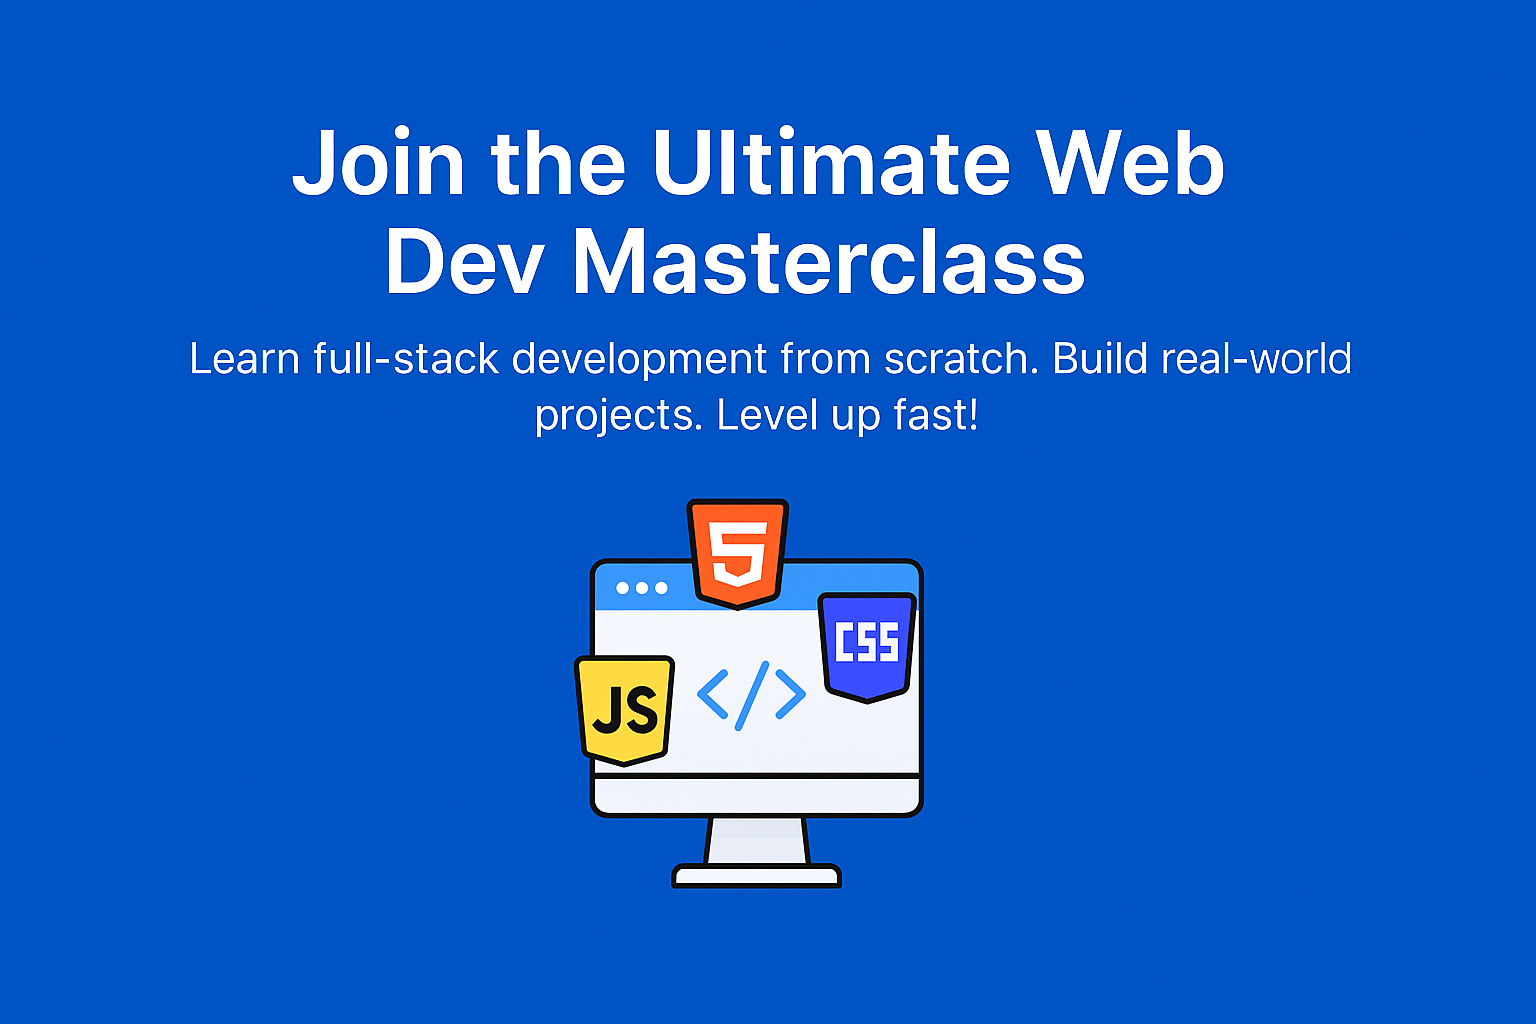 Join the Ultimate Web
Dev Masterclass
Learn full-stack development from scratch. Build real-world
projects. Level up fast!
5
CSS
JS
</>